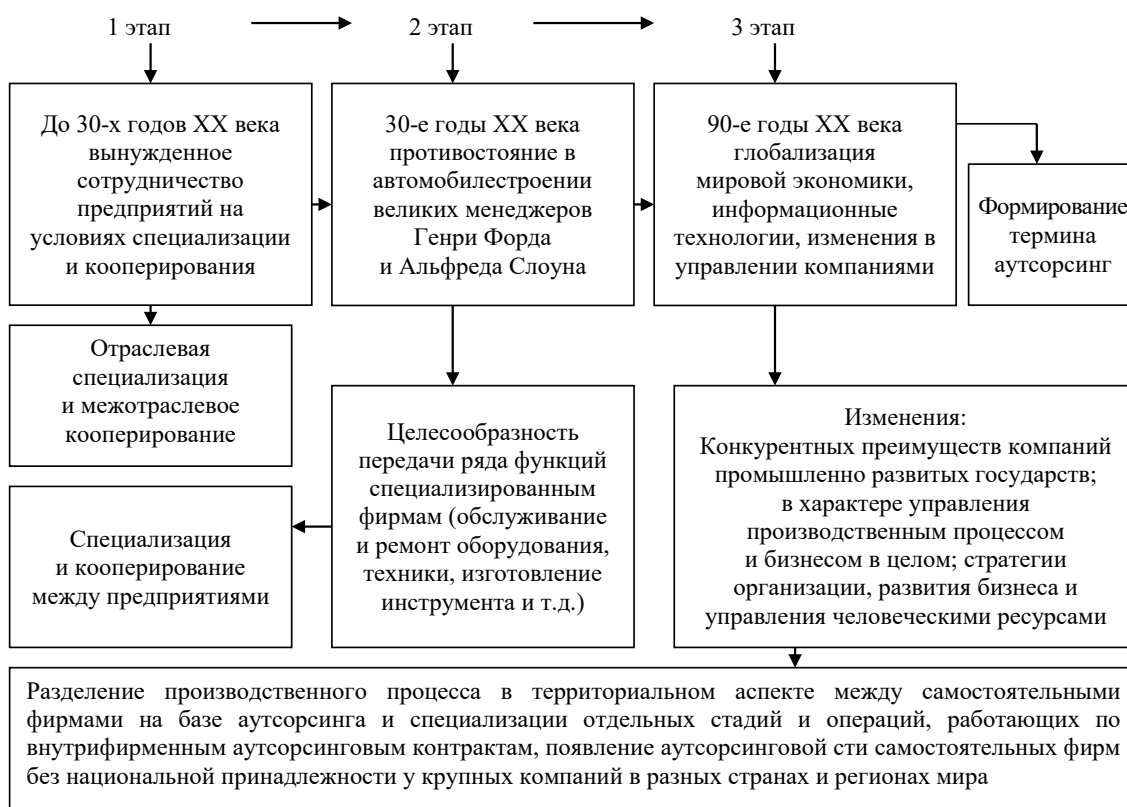 1 этап
2 этап
3 этап
До 30-х годов XX века
вынужденное
сотрудничество
предприятий на
условиях специализации
и кооперирования
30-е годы XX века
противостояние в
автомобилестроении
великих менеджеров
Генри Форда
и Альфреда Слоуна
90-е годы XX века
глобализация
мировой экономики,
информационные
технологии, изменения в
управлении компаниями
Формирование
термина
аутсорсинг
Отраслевая
специализация
и межотраслевое
кооперирование
Целесообразность
передачи ряда функций
специализированным
фирмам (обслуживание
и ремонт оборудования,
техники, изготовление
инструмента и т.д.)
Изменения:
Конкурентных преимуществ компаний
промышленно развитых государств;
в характере управления
производственным процессом
и бизнесом в целом; стратегии
организации, развития бизнеса и
управления человеческими ресурсами
Специализация
и кооперирование
между предприятиями
Разделение производственного процесса в территориальном аспекте между самостоятельными
фирмами на базе аутсорсинга и специализации отдельных стадий и операций, работающих по
внутрифирменным аутсорсинговым контрактам, появление аутсорсинговой сти самостоятельных фирм
без национальной принадлежности у крупных компаний в разных странах и регионах мира